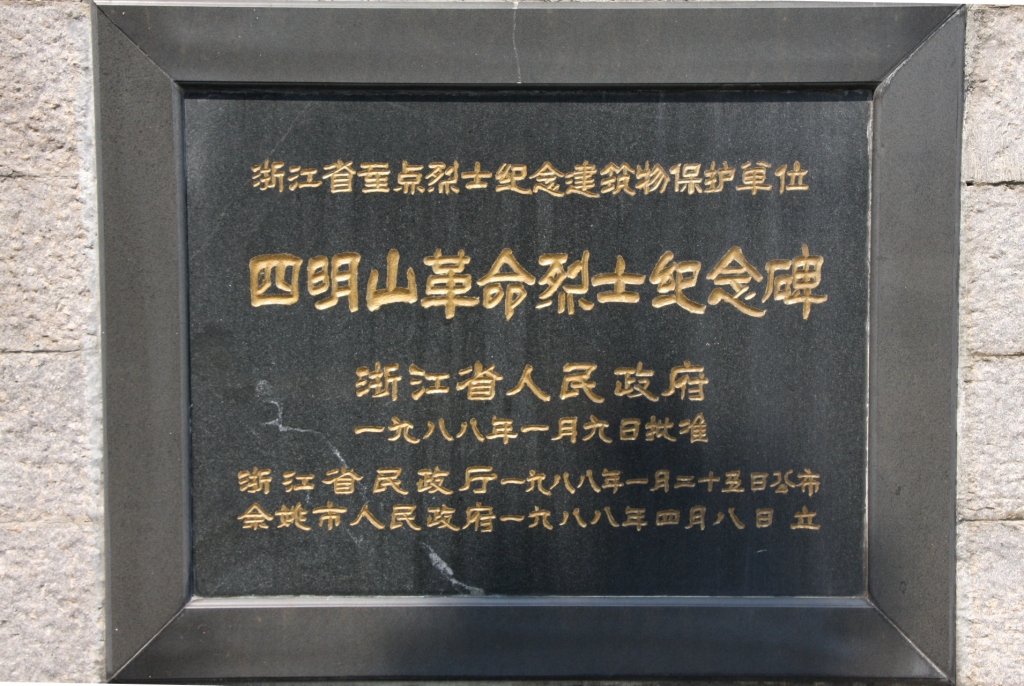 浙江省重点烈士纪念建筑物保护单位
四明山革命烈士纪念碑
浙江省人民政府
一九八八年一月九日批准
浙江省民政厅一九八八年一月二十五日公布
余姚市人民政府一九八八年四月八日立